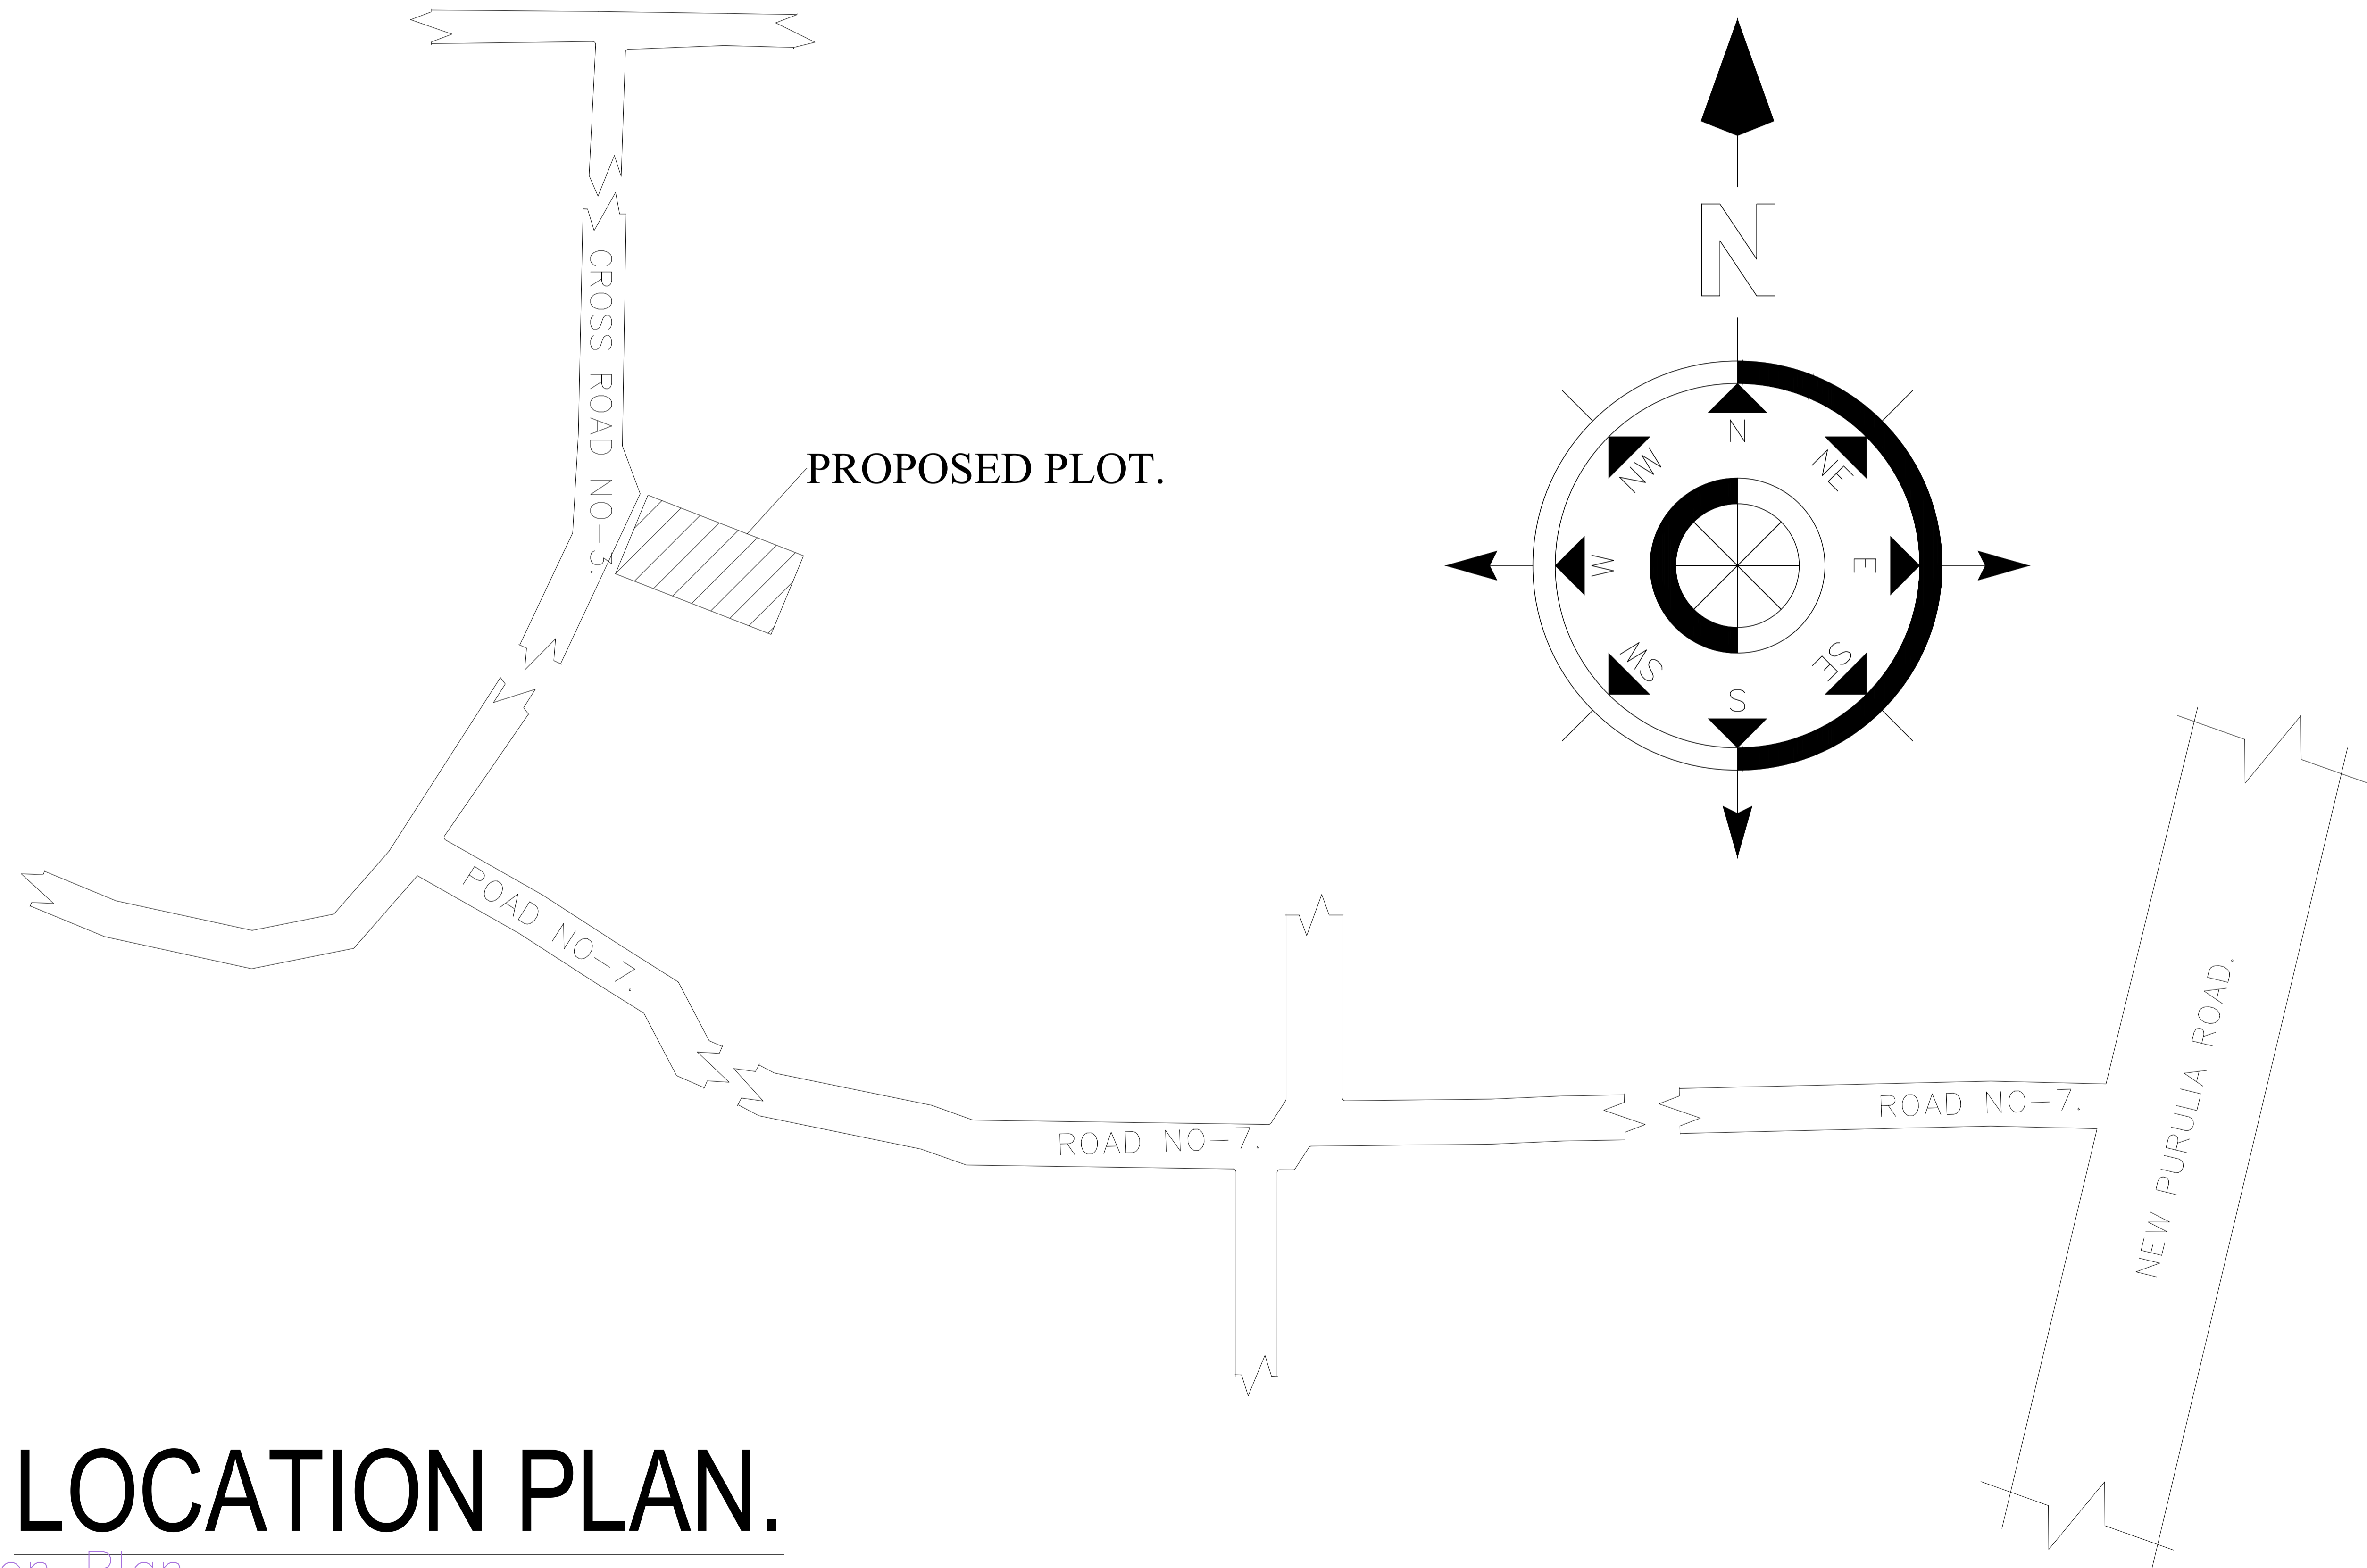 N
CROSS ROAD NO-3.
PROPOSED PLOT.
N
NW
NE
W
E
SW
SE
S
ROAD NO-7.
ROAD NO-7.
ROAD NO-7.
NEW PURULIA ROAD.
LOCATION PLAN.
Plan